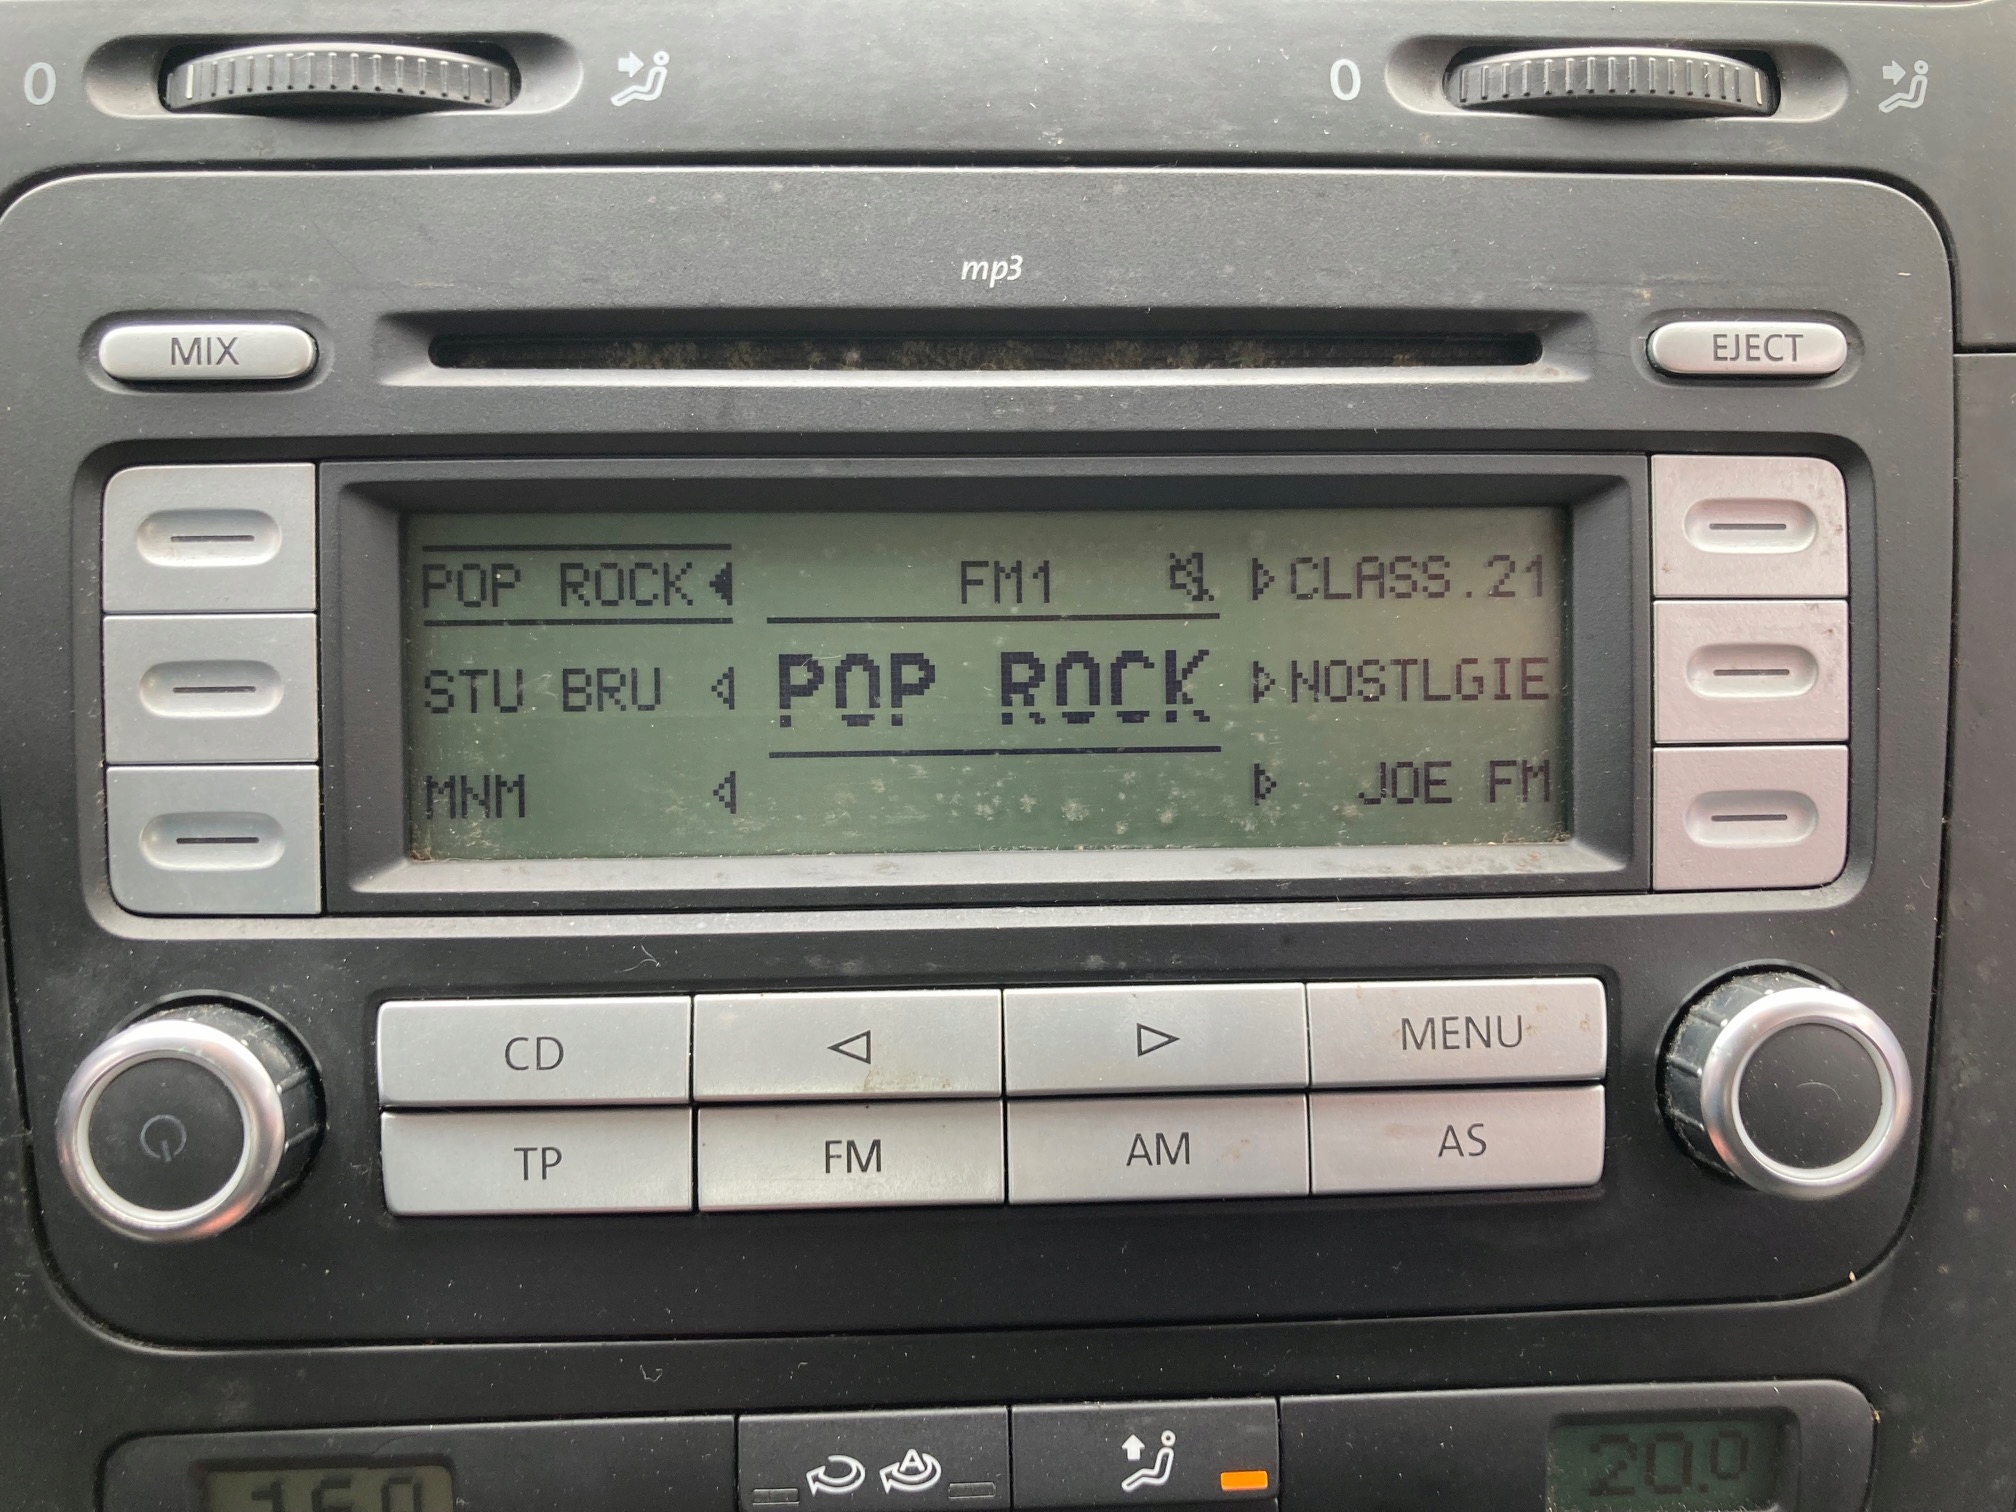 0
0
mp3
MIX
EJECT
POP ROCK
FM1
CLASS.21
STU BRU
POP ROCK
NOSTLGIE
MNM
JOE FM
CD
MENU
TP
FM
AM
AS
A
20.0